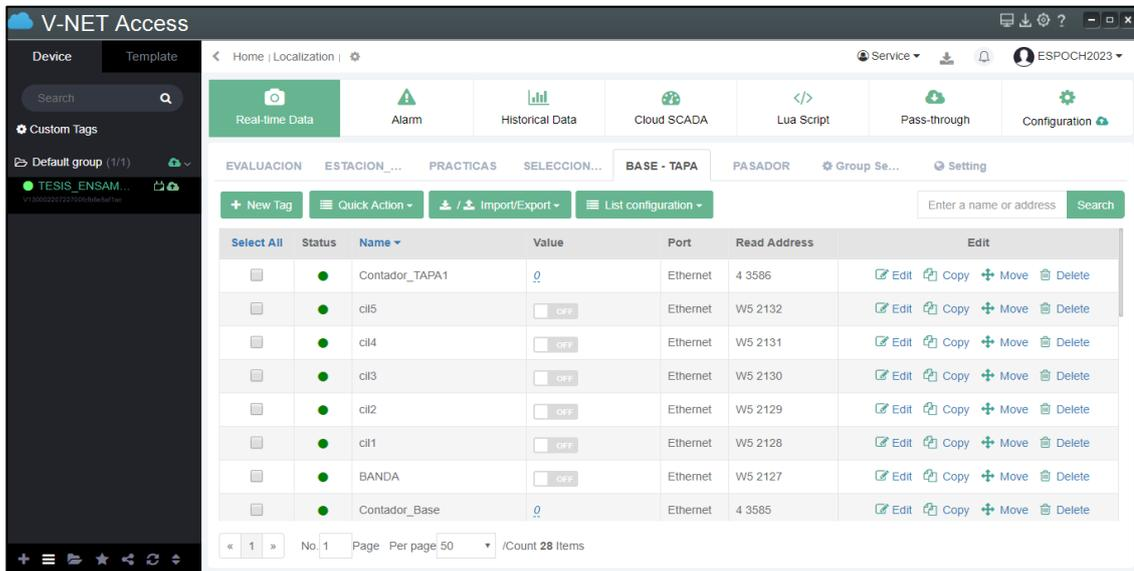 V-NET Access
Device Template
Search
Custom Tags
Default group (1/1)
TESIS_ENSAM...
Home | Localization |
Service
ESPOCH2023
Real-time Data Alarm Historical Data Cloud SCADA Lua Script Pass-through Configuration
EVALUACION ESTACION_... PRACTICAS SELECCION... BASE - TAPA PASADOR Group Se... Setting
+ New Tag Quick Action / Import/Export List configuration Enter a name or address Search
Select All Status Name Value Port Read Address Edit
Contador_TAPA1 0 Ethernet 4 3586 Edit Copy Move Delete
cil5 OFF Ethernet W5 2132 Edit Copy Move Delete
cil4 OFF Ethernet W5 2131 Edit Copy Move Delete
cil3 OFF Ethernet W5 2130 Edit Copy Move Delete
cil2 OFF Ethernet W5 2129 Edit Copy Move Delete
cil1 OFF Ethernet W5 2128 Edit Copy Move Delete
BANDA OFF Ethernet W5 2127 Edit Copy Move Delete
Contador_Base 0 Ethernet 4 3585 Edit Copy Move Delete
« 1 » No. 1 Page Per page 50 /Count 28 Items